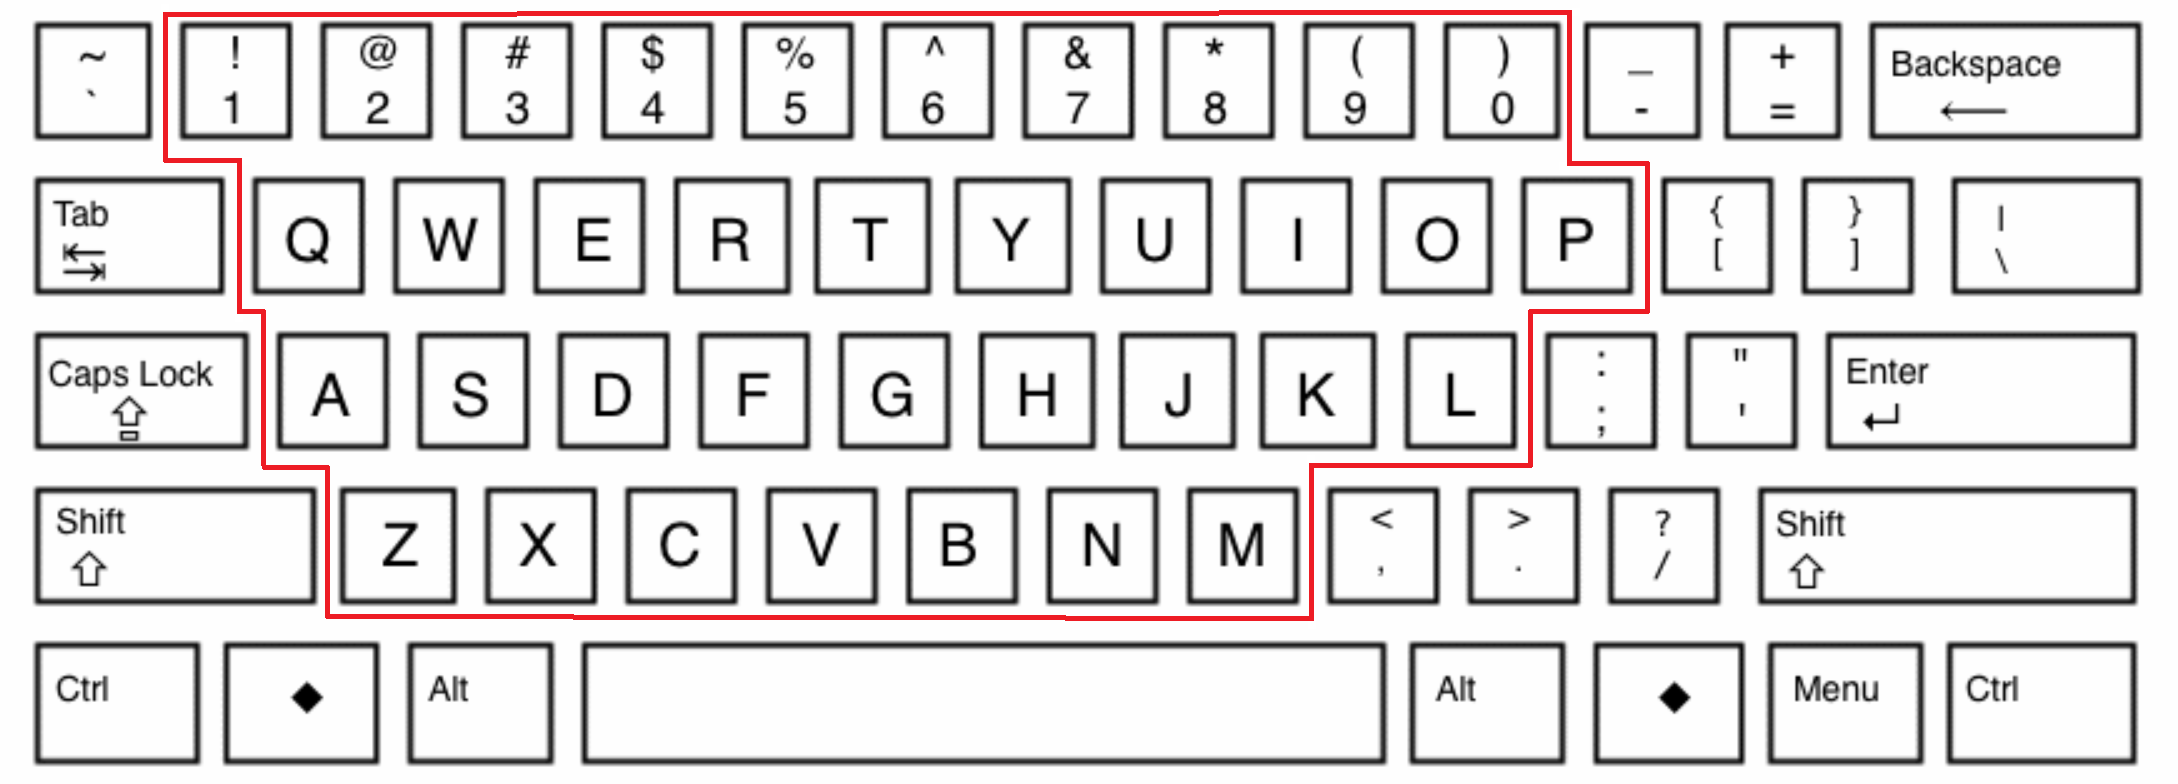 ~ ! @ # $ % ^ & * ( ) _ + Backspace
` 1 2 3 4 5 6 7 8 9 0 - = ←
Tab Q W E R T Y U I O P { } |
[ ] \
Caps Lock A S D F G H J K L : " Enter
; '
Shift Z X C V B N M < > ? Shift
, . /
Ctrl ◆ Alt Alt ◆ Menu Ctrl